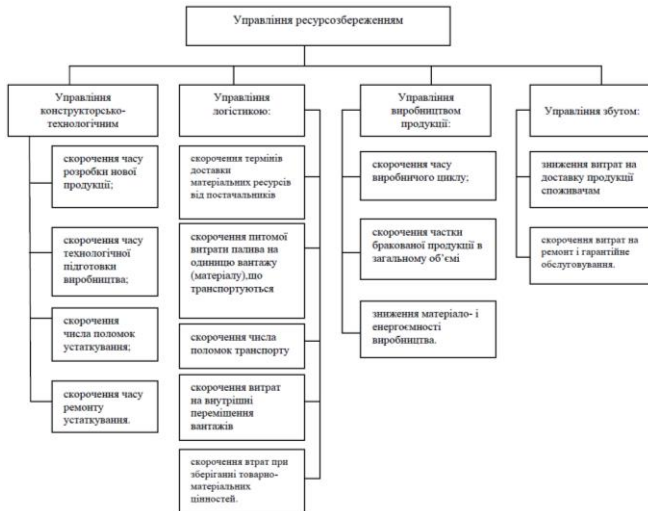 Управління ресурсозбереженням
Управління
конструкторсько-
технологічним
скорочення часу
розробки нової
продукції;
скорочення часу
технологічної
підготовки
виробництва;
скорочення
числа поломок
устаткування;
скорочення часу
ремонту
устаткування.
Управління
логістикою:
скорочення термінів
доставки
матеріальних ресурсів
від постачальників
скорочення питомої
витрати палива на
одиницю вантажу
(матеріалу),що
транспортуються
скорочення числа
поломок транспорту
скорочення витрат
на внутрішні
переміщення
вантажів
скорочення втрат при
зберіганні товарно-
матеріальних
цінностей.
Управління
виробництвом
продукції:
скорочення часу
виробничого циклу;
скорочення частки
бракованої продукції в
загальному об’ємі
зниження матеріало- і
енергоємності
виробництва.
Управління збутом:
зниження витрат на
доставку продукції
споживачам
скорочення витрат на
ремонт і гарантійне
обслуговування.